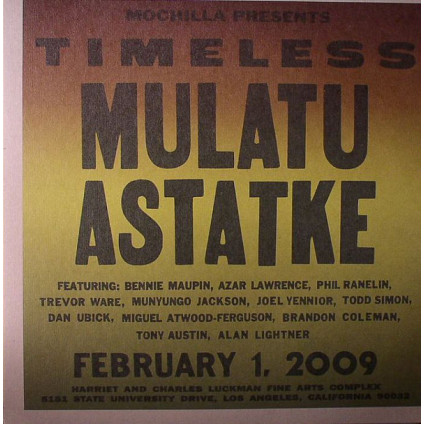 MOCHILLA PRESENTS
TIMELESS
MULATU
ASTATKE
FEATURING: BENNIE MAUPIN, AZAR LAWRENCE, PHIL RANELIN,
TREVOR WARE, MUNYUNGO JACKSON, JOEL YENNIOR, TODD SIMON,
DAN UBICK, MIGUEL ATWOOD-FERGUSON, BRANDON COLEMAN,
TONY AUSTIN, ALAN LIGHTNER
FEBRUARY 1, 2009
HARRIET AND CHARLES LUCKMAN FINE ARTS COMPLEX
5151 STATE UNIVERSITY DRIVE, LOS ANGELES, CALIFORNIA 90032